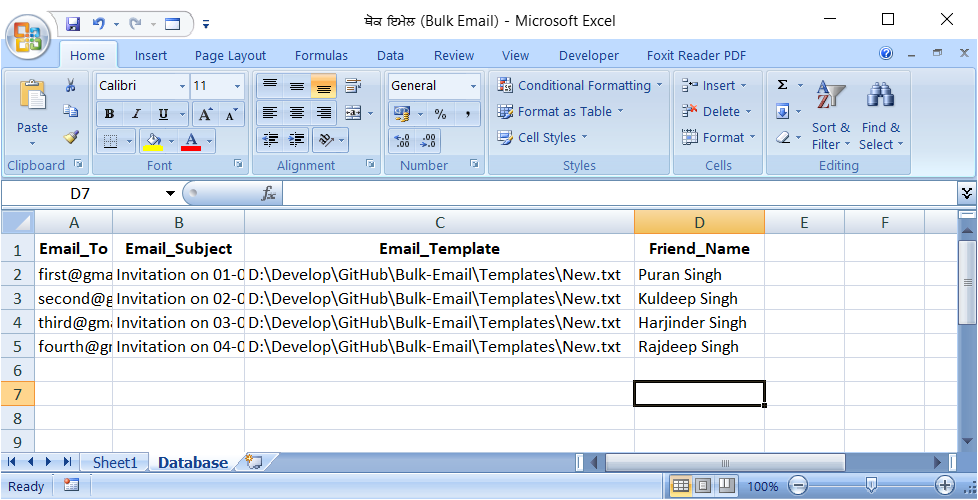 ਥੋਕ ਇਮੇਲ (Bulk Email) - Microsoft Excel
Home Insert Page Layout Formulas Data Review View Developer Foxit Reader PDF
Calibri 11 General Conditional Formatting Insert Σ
Paste B I U A A % , Format as Table Delete Sort & Filter Find & Select
A Cell Styles Format
Clipboard Font Alignment Number Styles Cells Editing
D7 fx
A B C D E F
1 Email_To Email_Subject Email_Template Friend_Name
2 first@gma Invitation on 01-0 D:\Develop\GitHub\Bulk-Email\Templates\New.txt Puran Singh
3 second@g Invitation on 02-0 D:\Develop\GitHub\Bulk-Email\Templates\New.txt Kuldeep Singh
4 third@gma Invitation on 03-0 D:\Develop\GitHub\Bulk-Email\Templates\New.txt Harjinder Singh
5 fourth@gr Invitation on 04-0 D:\Develop\GitHub\Bulk-Email\Templates\New.txt Rajdeep Singh
6
7
8
9
Sheet1 Database
Ready 100%